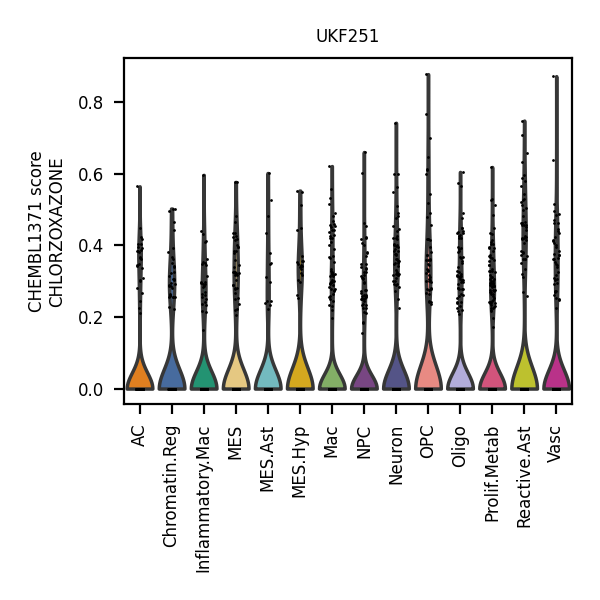 UKF251
CHEMBL1371 score
CHLORZOXAZONE
0.8
0.6
0.4
0.2
0.0
AC
Chromatin.Reg
Inflammatory.Mac
MES
MES.Ast
MES.Hyp
Mac
NPC
Neuron
OPC
Oligo
Prolif.Metab
Reactive.Ast
Vasc